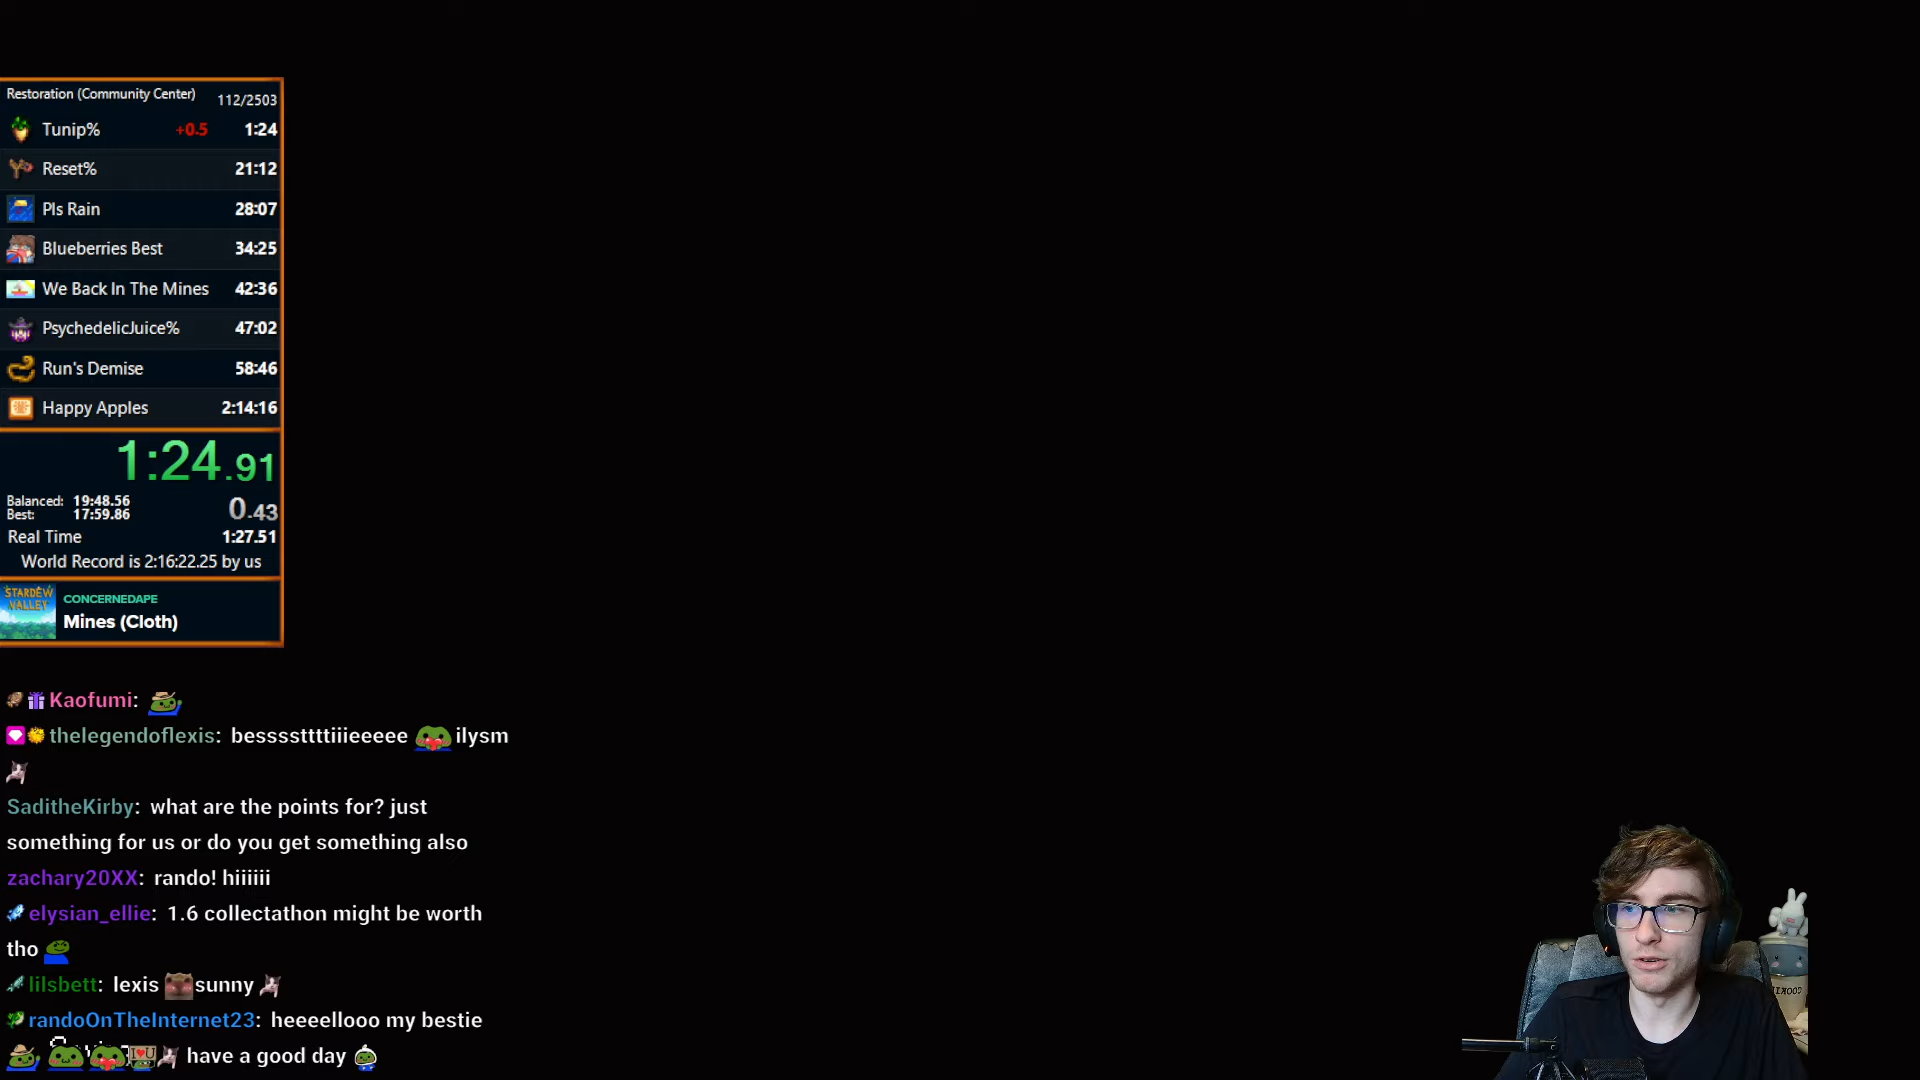 Restoration (Community Center) 112/2503
Tunip% +0.5 1:24
Reset% 21:12
Pls Rain 28:07
Blueberries Best 34:25
We Back In The Mines 42:36
PsychedelicJuice% 47:02
Run's Demise 58:46
Happy Apples 2:14:16
1:24.91
Balanced: 19:48.56
Best: 17:59.86
0.43
Real Time 1:27.51
World Record is 2:16:22.25 by us
STARDEW VALLEY
CONCERNEDAPE
Mines (Cloth)
Kaofumi:
thelegendoflexis: besssssttttiiieeeee ilysm
SaditheKirby: what are the points for? just
something for us or do you get something also
zachary20XX: rando! hiiiiii
elysian_ellie: 1.6 collectathon might be worth
tho
lilsbett: lexis sunny
randoOnTheInternet23: heeeellooo my bestie
I U have a good day